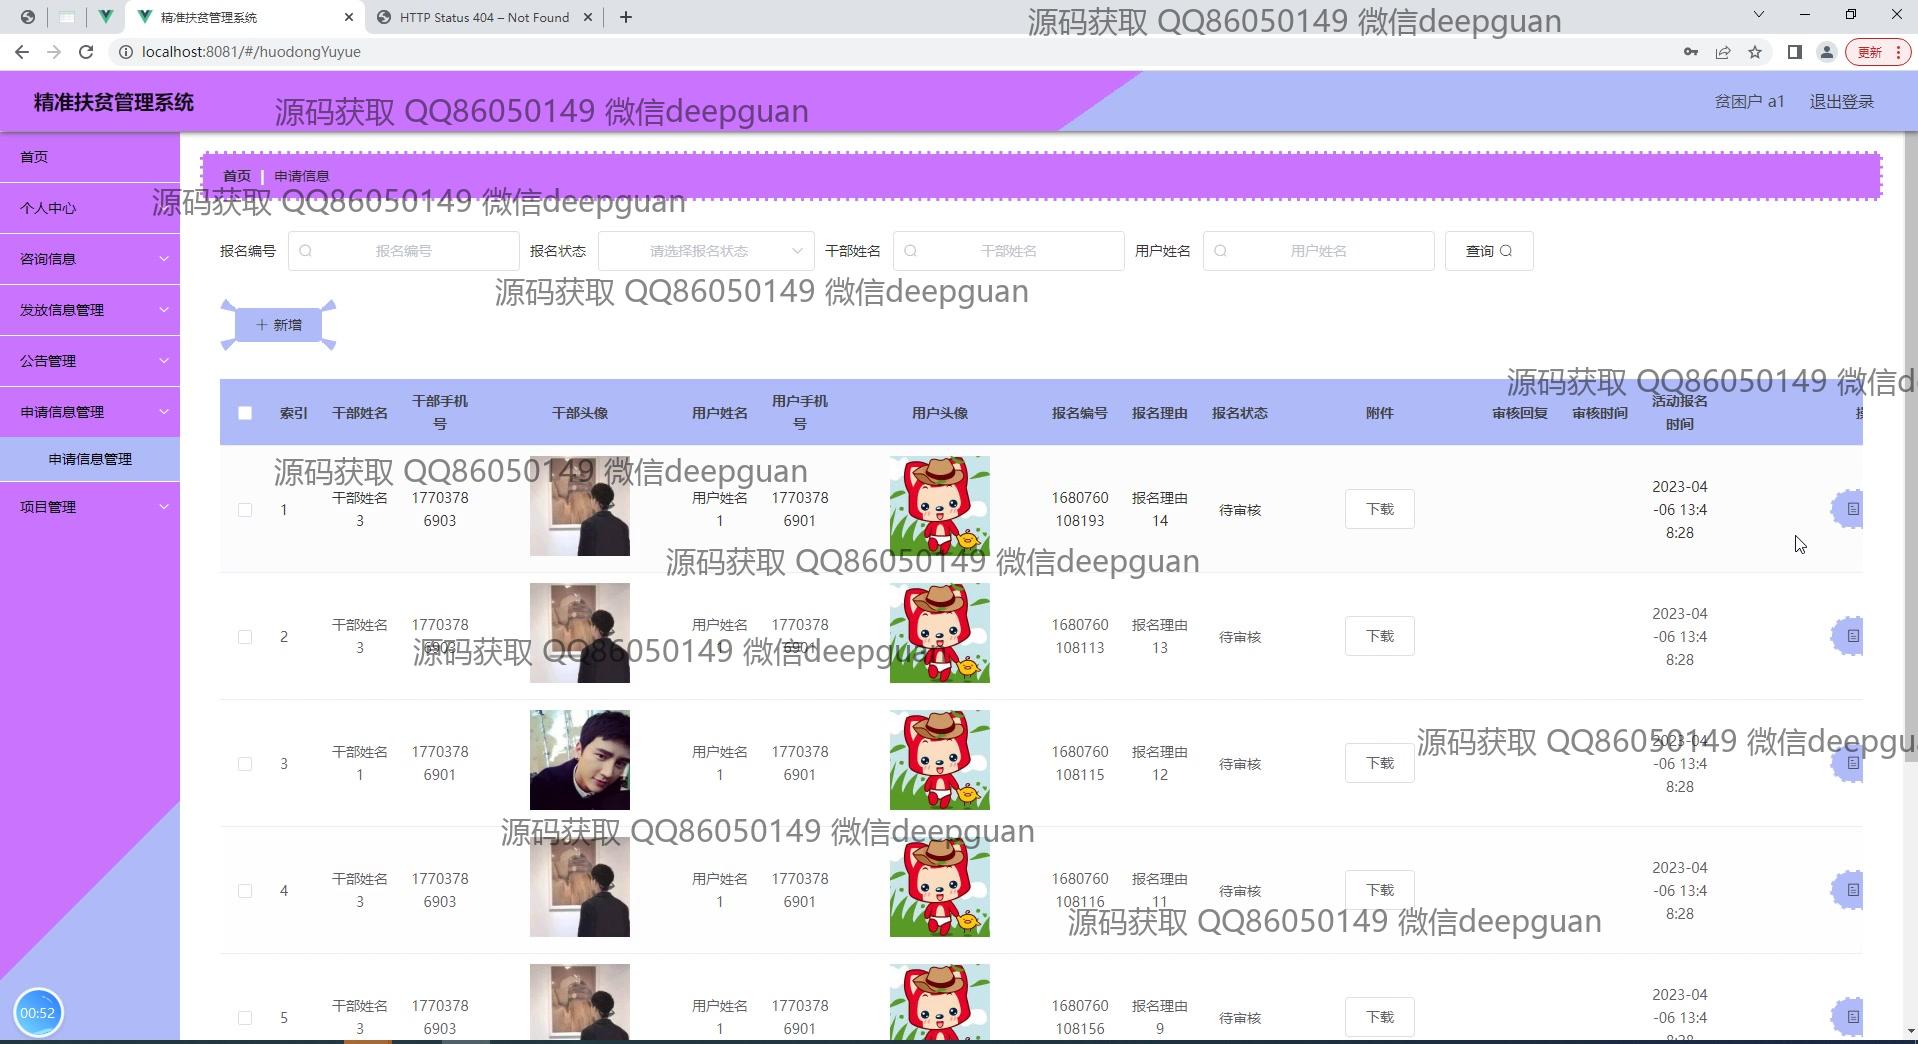 精准扶贫管理系统
HTTP Status 404 – Not Found
源码获取 QQ86050149 微信deepguan
localhost:8081/#/huodongYuyue
更新
精准扶贫管理系统
源码获取 QQ86050149 微信deepguan
贫困户 a1
退出登录
首页
个人中心
咨询信息
发放信息管理
公告管理
申请信息管理
申请信息管理
项目管理
首页
申请信息
源码获取 QQ86050149 微信deepguan
报名编号 报名编号 报名状态 请选择报名状态 干部姓名 干部姓名 用户姓名 用户姓名 查询
源码获取 QQ86050149 微信deepguan
新增
源码获取 QQ86050149 微信d
索引 干部姓名 干部手机号 干部头像 用户姓名 用户手机号 用户头像 报名编号 报名理由 报名状态 附件 审核回复 审核时间 活动报名时间
源码获取 QQ86050149 微信deepguan
1 干部姓名3 17703786903 用户姓名1 17703786901 1680760108193 报名理由14 待审核 下载 2023-04-06 13:48:28
源码获取 QQ86050149 微信deepguan
2 干部姓名3 17703786903 用户姓名1 17703786901 1680760108113 报名理由13 待审核 下载 2023-04-06 13:48:28
源码获取 QQ86050149 微信deepguan
3 干部姓名1 17703786901 用户姓名1 17703786901 1680760108115 报名理由12 待审核 下载 2023-04-06 13:48:28
源码获取 QQ86050149 微信deepgu
源码获取 QQ86050149 微信deepguan
4 干部姓名3 17703786903 用户姓名1 17703786901 1680760108116 报名理由11 待审核 下载 2023-04-06 13:48:28
源码获取 QQ86050149 微信deepguan
5 干部姓名3 17703786903 用户姓名1 17703786901 1680760108156 报名理由9 待审核 下载 2023-04-06 13:48:28
00:52